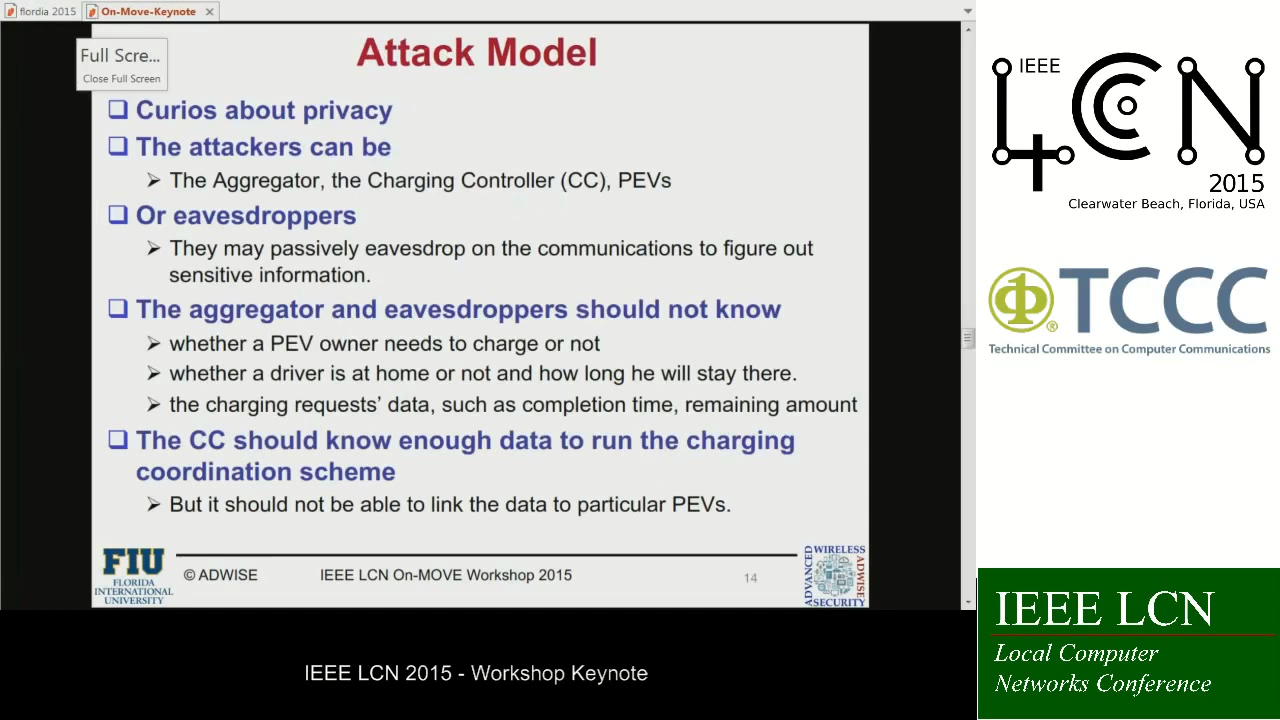 flordia 2015
On-Move-Keynote
Full Scre...
Close Full Screen
Attack Model
Curios about privacy
The attackers can be
The Aggregator, the Charging Controller (CC), PEVs
Or eavesdroppers
They may passively eavesdrop on the communications to figure out
sensitive information.
The aggregator and eavesdroppers should not know
whether a PEV owner needs to charge or not
whether a driver is at home or not and how long he will stay there.
the charging requests’ data, such as completion time, remaining amount
The CC should know enough data to run the charging
coordination scheme
But it should not be able to link the data to particular PEVs.
FIU
FLORIDA
INTERNATIONAL
UNIVERSITY
© ADWISE
IEEE LCN On-MOVE Workshop 2015
14
ADVANCED
WIRELESS
ADWISE
SECURITY
IEEE LCN 2015 - Workshop Keynote
IEEE
LCN
2015
Clearwater Beach, Florida, USA
TCCC
®
Technical Committee on Computer Communications
IEEE LCN
Local Computer
Networks Conference